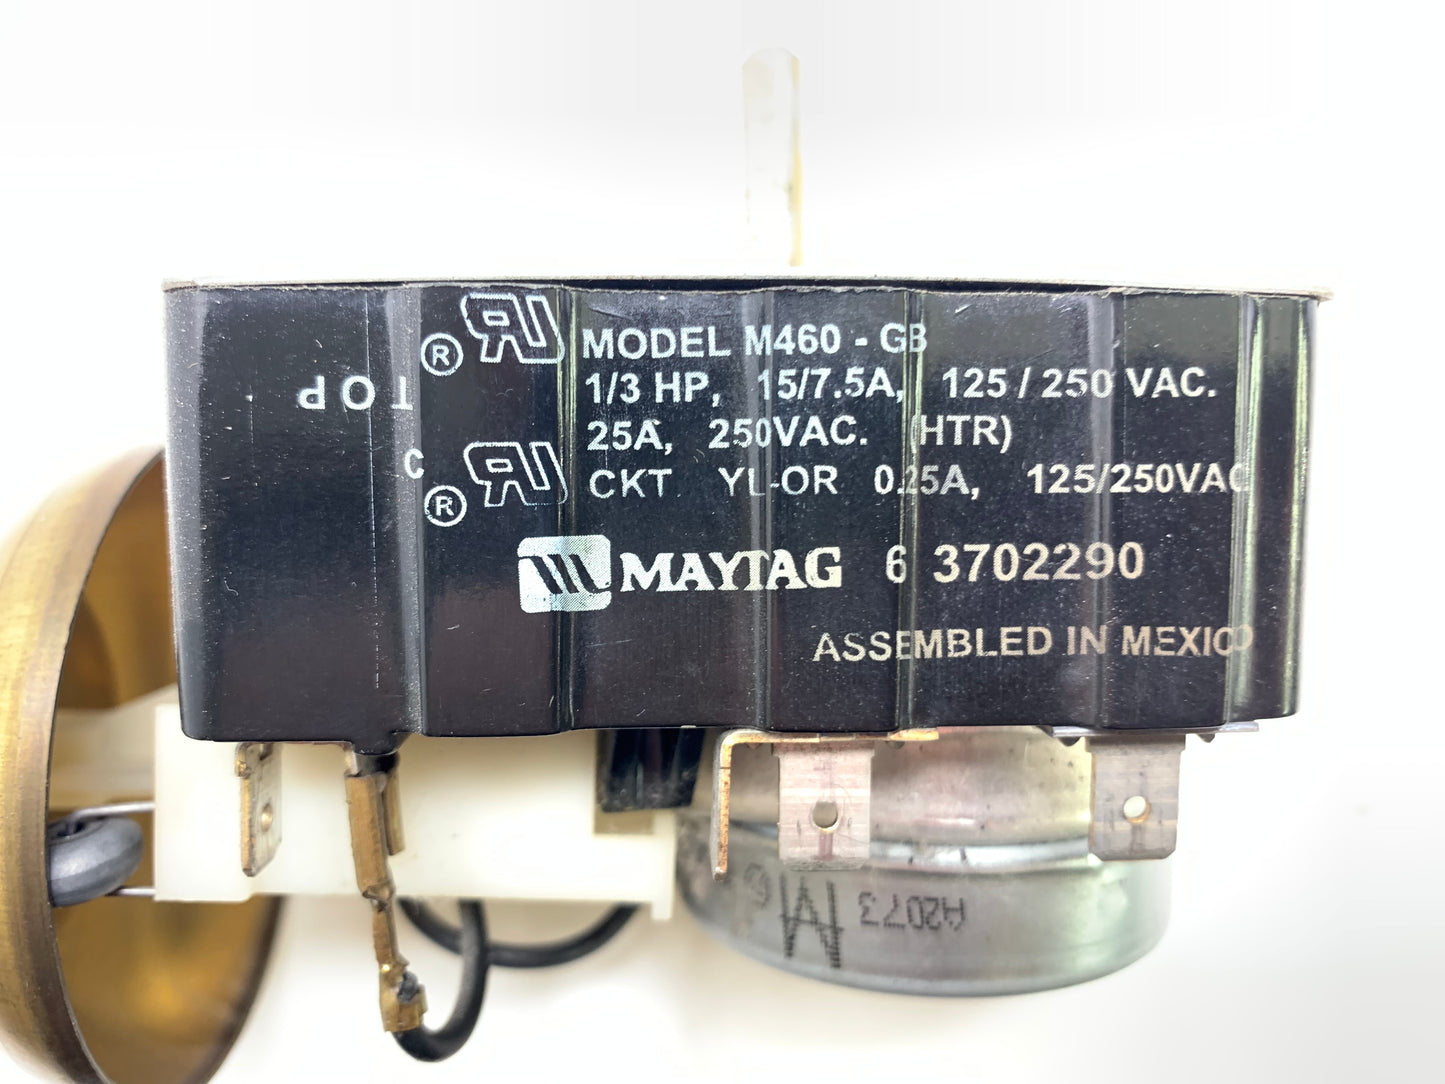 MODEL M460 - GB
1/3 HP, 15/7.5A, 125 / 250 VAC.
25A, 250VAC. (HTR)
CKT YL-OR 0.25A, 125/250VAC
MAYTAG 6 3702290
ASSEMBLED IN MEXICO
TOP
R
C
R
A2073